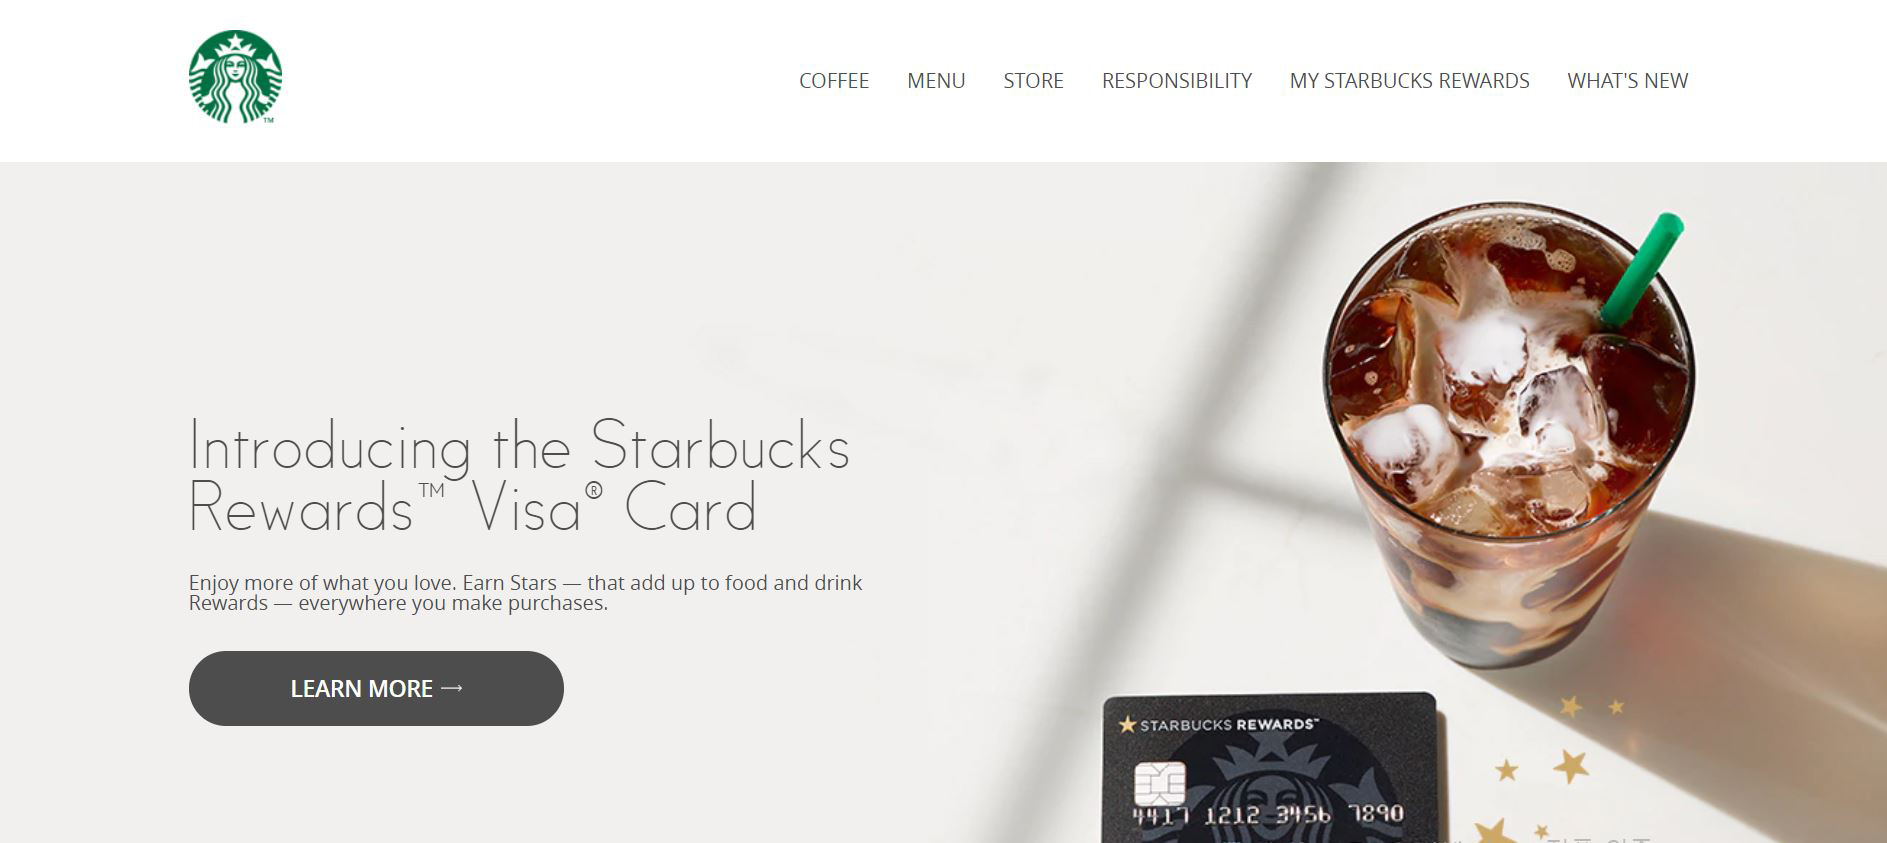 TM
COFFEE MENU STORE RESPONSIBILITY MY STARBUCKS REWARDS WHAT'S NEW
Introducing the Starbucks
Rewards™ Visa® Card
Enjoy more of what you love. Earn Stars — that add up to food and drink
Rewards — everywhere you make purchases.
LEARN MORE →
STARBUCKS REWARDS™
4417 1212 3456 7890